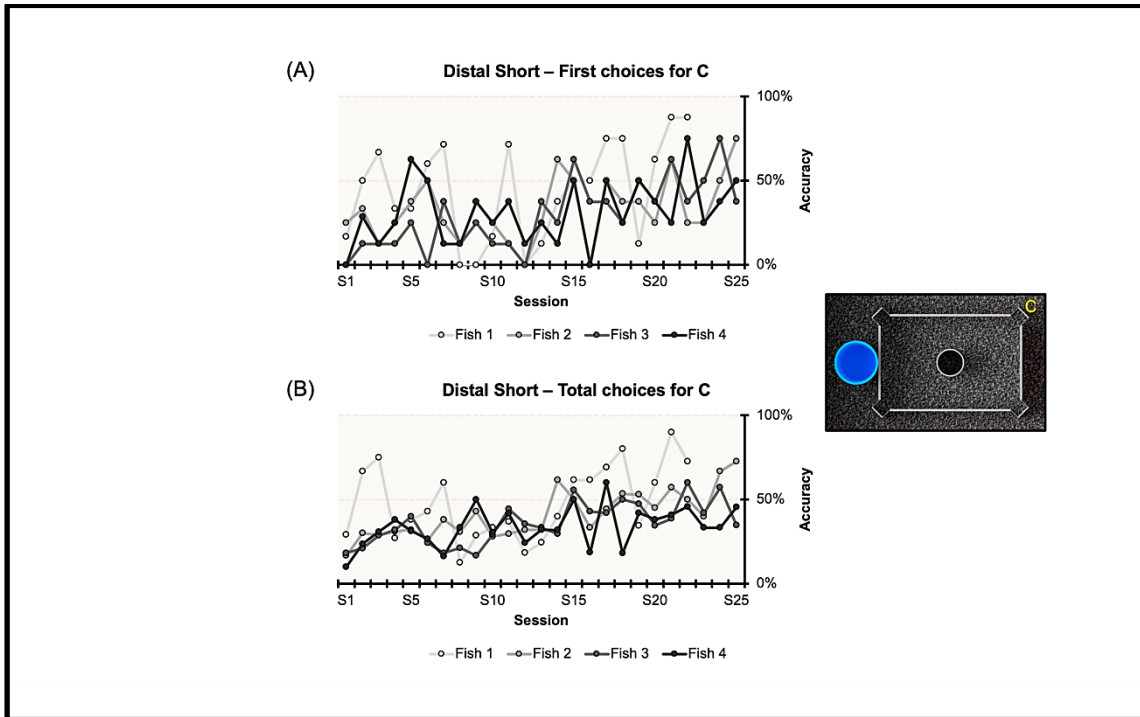 (A)
Distal Short – First choices for C
100%
50%
0%
Accuracy
S1 S5 S10 S15 S20 S25
Session
Fish 1 Fish 2 Fish 3 Fish 4
C
(B)
Distal Short – Total choices for C
100%
50%
0%
Accuracy
S1 S5 S10 S15 S20 S25
Session
Fish 1 Fish 2 Fish 3 Fish 4